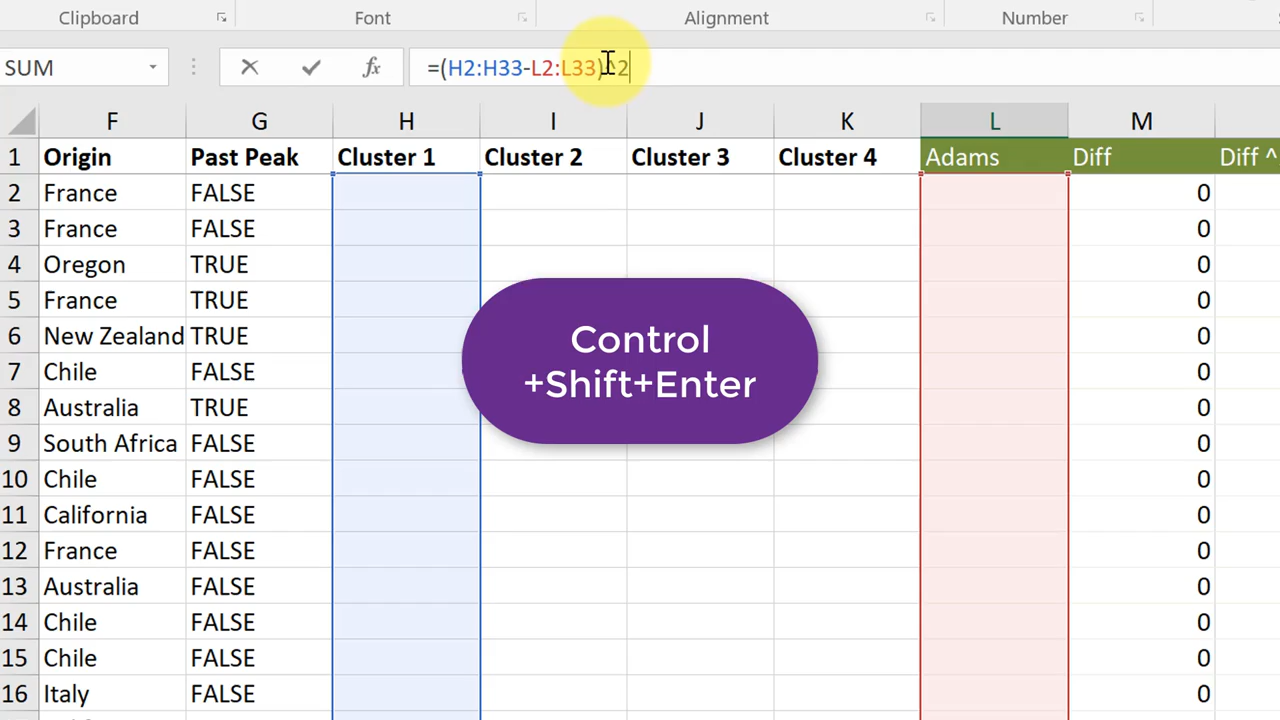 Clipboard Font Alignment Number
SUM fx =(H2:H33-L2:L33)^2
F G H I J K L M
1 Origin Past Peak Cluster 1 Cluster 2 Cluster 3 Cluster 4 Adams Diff Diff ^
2 France FALSE 0
3 France FALSE 0
4 Oregon TRUE 0
5 France TRUE 0
6 New Zealand TRUE 0
7 Chile FALSE 0
8 Australia TRUE 0
9 South Africa FALSE 0
10 Chile FALSE 0
11 California FALSE 0
12 France FALSE 0
13 Australia FALSE 0
14 Chile FALSE 0
15 Chile FALSE 0
16 Italy FALSE 0
Control
+Shift+Enter